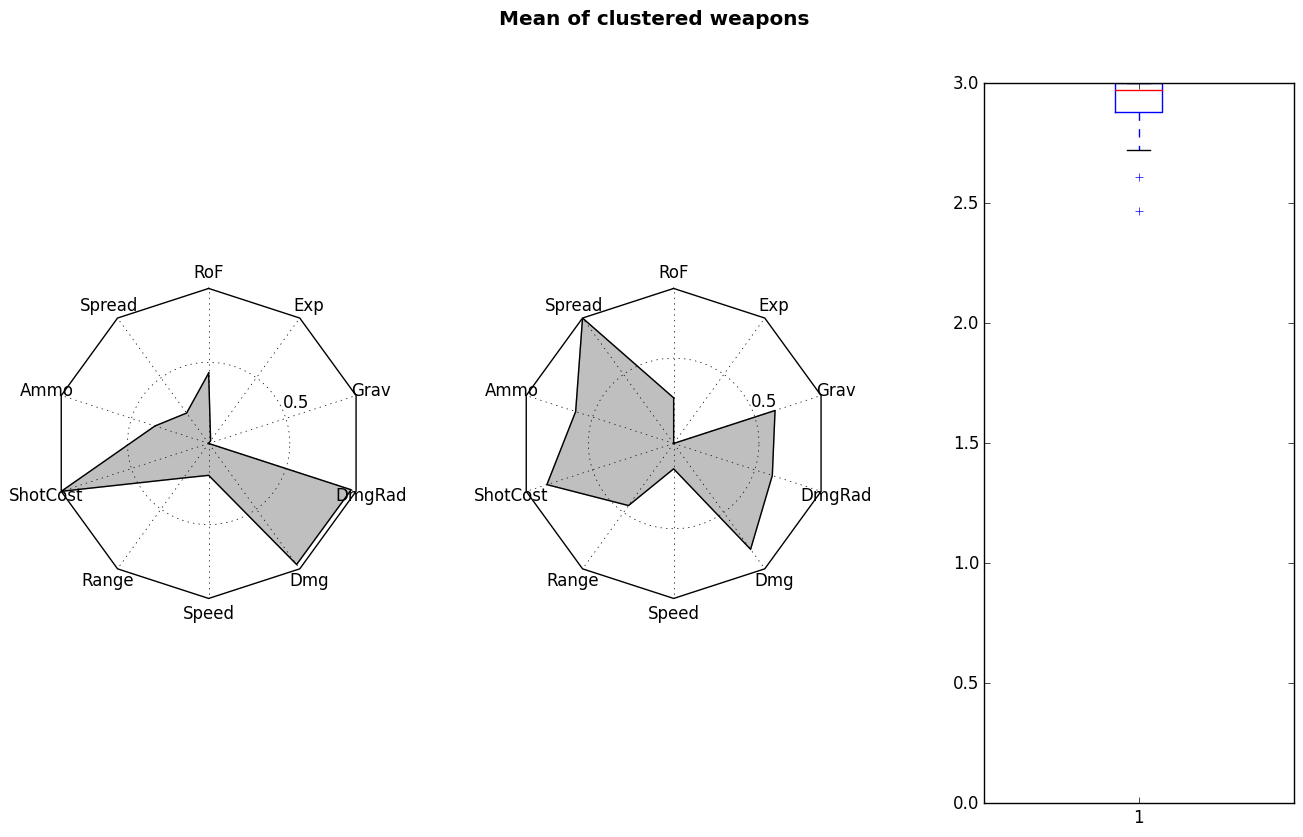 Mean of clustered weapons
RoF
Exp
Grav
DmgRad
Dmg
Speed
Range
ShotCost
Ammo
Spread
0.5
RoF
Exp
Grav
DmgRad
Dmg
Speed
Range
ShotCost
Ammo
Spread
0.5
3.0
2.5
2.0
1.5
1.0
0.5
0.0
1